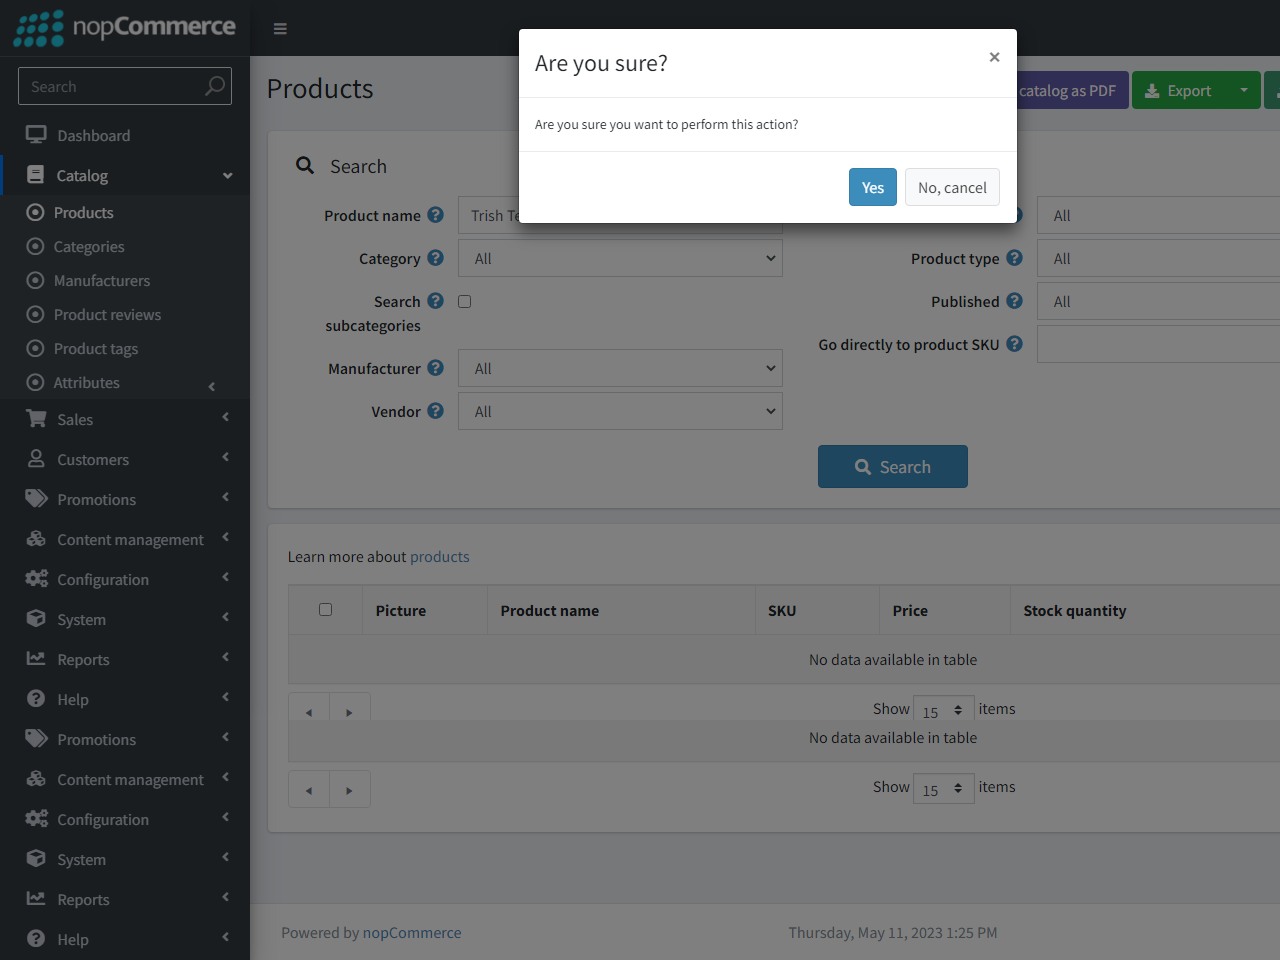 nopCommerce
Are you sure?
×
Search
Products
catalog as PDF
Export
Are you sure you want to perform this action?
Dashboard
Search
Catalog
Yes
No, cancel
Products
Product name
Trish Te
All
Categories
Category
All
Product type
All
Manufacturers
Search subcategories
Published
All
Product reviews
Go directly to product SKU
Product tags
Manufacturer
All
Attributes
Sales
Vendor
All
Customers
Search
Promotions
Content management
Learn more about products
Configuration
Picture
Product name
SKU
Price
Stock quantity
System
Reports
No data available in table
Help
Show 15 items
Promotions
No data available in table
Content management
Show 15 items
Configuration
System
Reports
Help
Powered by nopCommerce
Thursday, May 11, 2023 1:25 PM